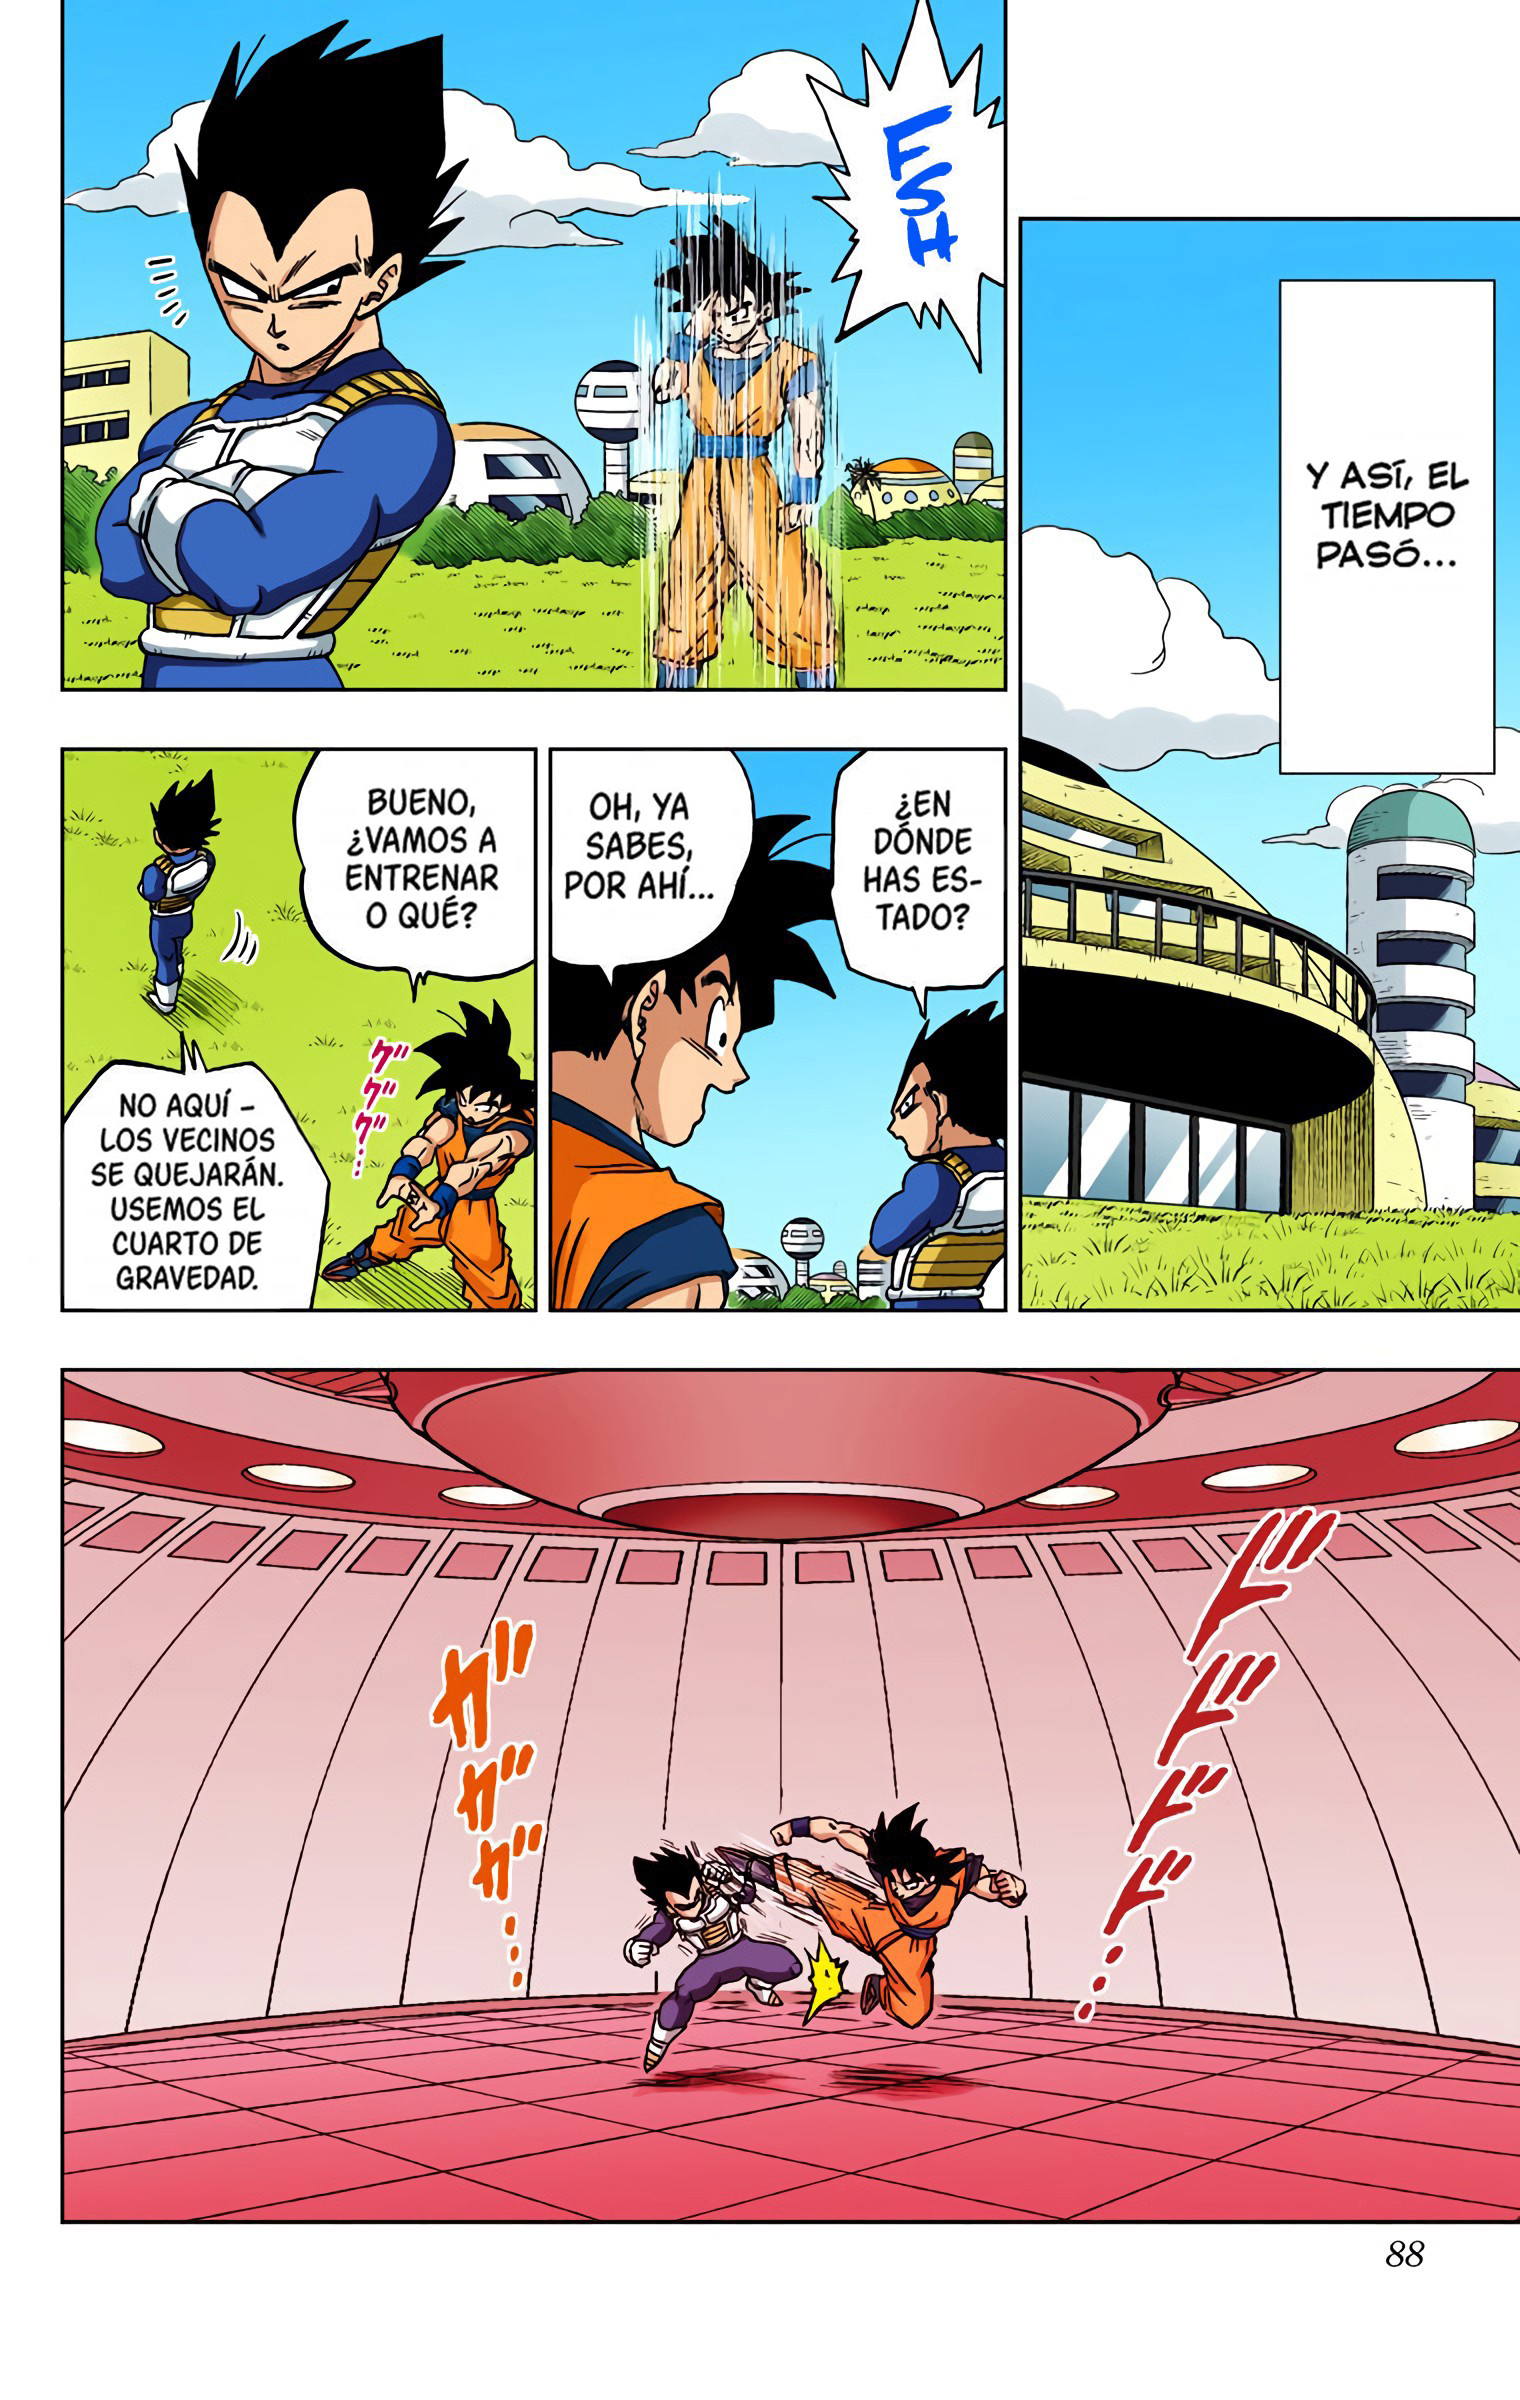 Y ASÍ, EL
TIEMPO
PASÓ...
FSH
¿EN
DÓNDE
HAS ES-
TADO?
OH, YA
SABES,
POR AHÍ...
BUENO,
¿VAMOS A
ENTRENAR
O QUÉ?
グググ...
NO AQUÍ –
LOS VECINOS
SE QUEJARÁN.
USEMOS EL
CUARTO DE
GRAVEDAD.
ドドドド...
ガガガ...
88